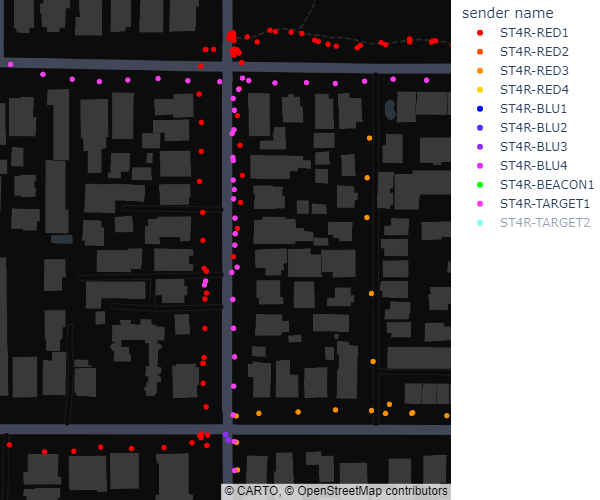 sender name
ST4R-RED1
ST4R-RED2
ST4R-RED3
ST4R-RED4
ST4R-BLU1
ST4R-BLU2
ST4R-BLU3
ST4R-BLU4
ST4R-BEACON1
ST4R-TARGET1
ST4R-TARGET2
© CARTO, © OpenStreetMap contributors